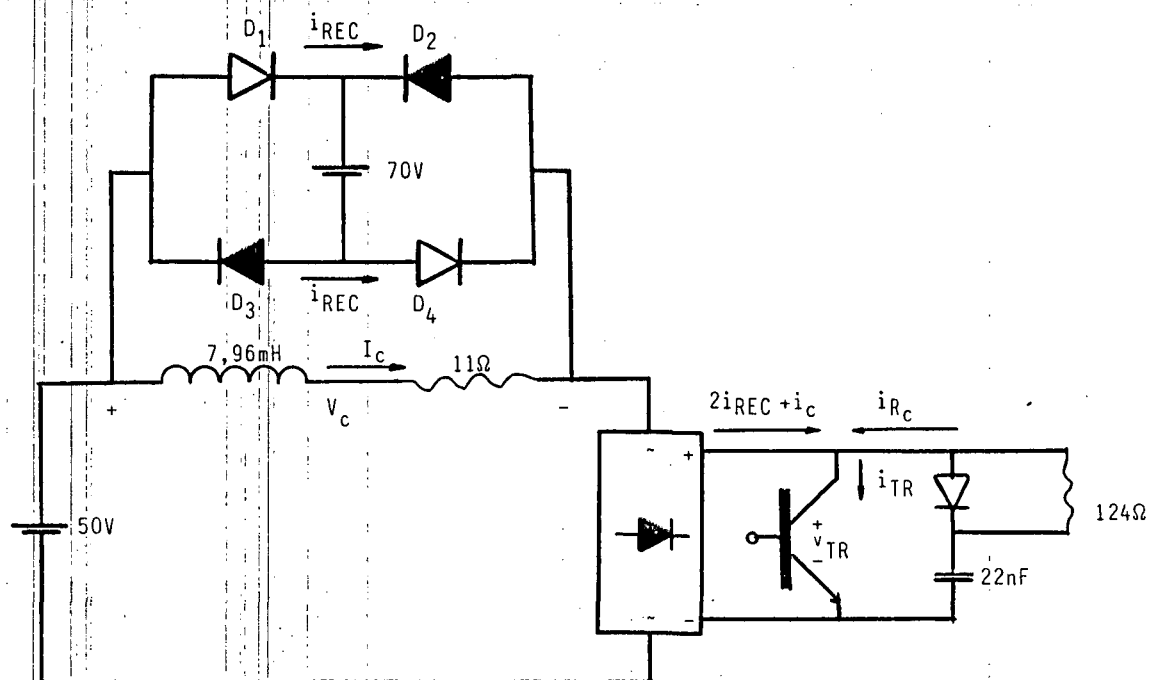 D1 iREC D2
70V
D3 iREC D4
7,96mH Ic 11Ω
+ Vc −
2iREC +ic iRc
~ +
iTR
50V
+
vTR
−
124Ω
22nF
~ −